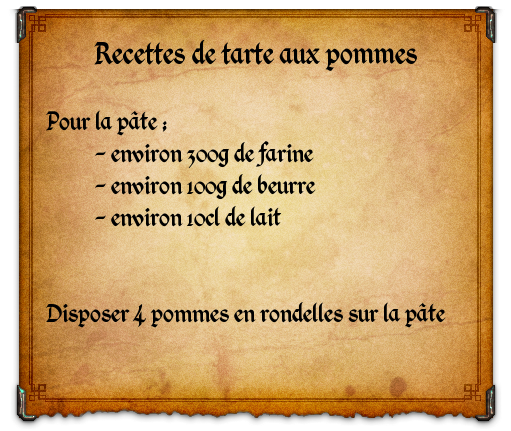 Recettes de tarte aux pommes
Pour la pâte ;
- environ 300g de farine
- environ 100g de beurre
- environ 10cl de lait
Disposer 4 pommes en rondelles sur la pâte